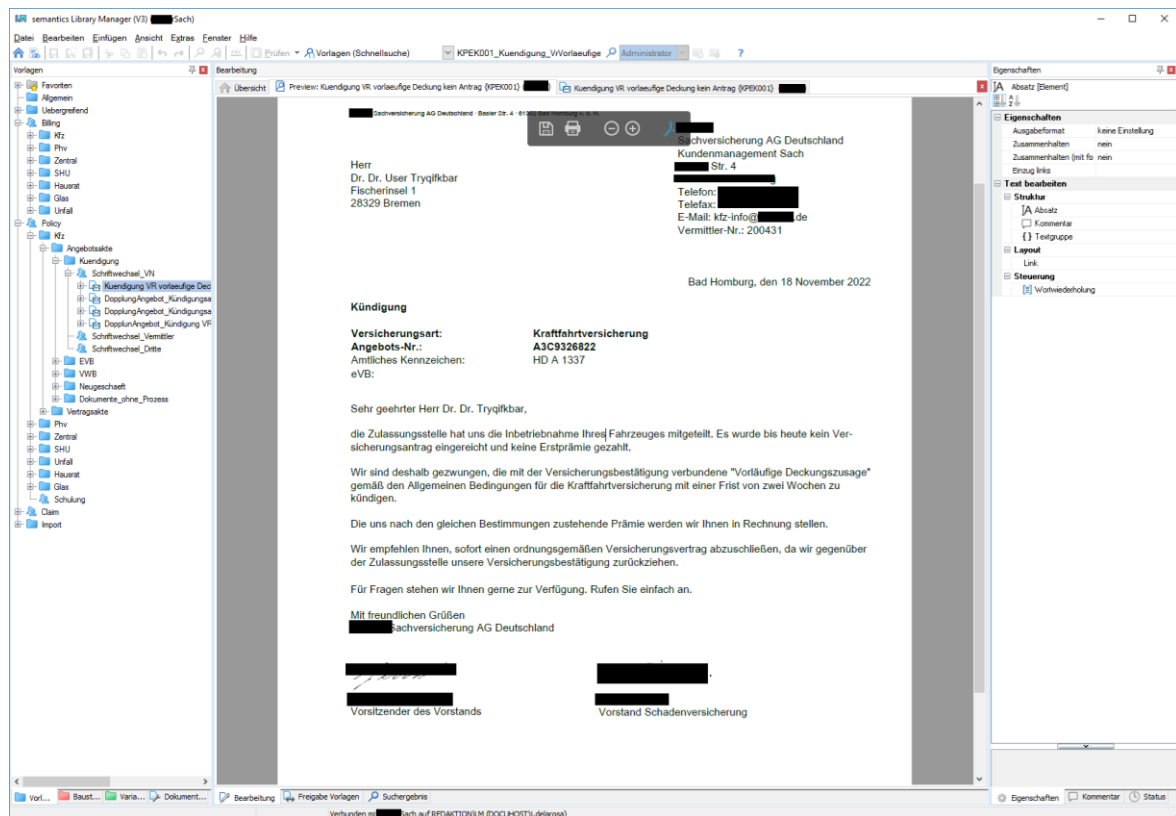 semantics Library Manager (V3) Sach)
Datei Bearbeiten Einfügen Ansicht Extras Fenster Hilfe
Prüfen Vorlagen (Schnellsuche) KPEK001_Kuendigung_VrVorlaeufige Administrator ?
Vorlagen
Favoriten
Allgemein
Uebergreifend
Billing
Kfz
Phv
Zentral
SHU
Hausrat
Glas
Unfall
Policy
Kfz
Angebotsakte
Kuendigung
Schriftwechsel_VN
Kuendigung VR vorlaeufige Dec
DopplungAngebot_Kündigungsa
DopplungAngebot_Kündigungsa
DopplunAngebot_Kündigung VR
Schriftwechsel_Vermittler
Schriftwechsel_Dritte
EVB
VWB
Neugeschaeft
Dokumente_ohne_Prozess
Vertragsakte
Phv
Zentral
SHU
Unfall
Hausrat
Glas
Schulung
Claim
Import
Vorl... Baust... Varia... Dokument...
Bearbeitung
Übersicht Preview: Kuendigung VR vorlaeufige Deckung kein Antrag {KPEK001} Kuendigung VR vorlaeufige Deckung kein Antrag {KPEK001}
Sachversicherung AG Deutschland · Basler Str. 4 ·
Sachversicherung AG Deutschland
Kundenmanagement Sach
Str. 4
Telefon:
Telefax:
E-Mail: kfz-info@ .de
Vermittler-Nr.: 200431
Herr
Dr. Dr. User Tryqifkbar
Fischerinsel 1
28329 Bremen
Bad Homburg, den 18 November 2022
Kündigung
Versicherungsart: Kraftfahrtversicherung
Angebots-Nr.: A3C9326822
Amtliches Kennzeichen: HD A 1337
eVB:
Sehr geehrter Herr Dr. Dr. Tryqifkbar,
die Zulassungsstelle hat uns die Inbetriebnahme Ihres Fahrzeuges mitgeteilt. Es wurde bis heute kein Ver-
sicherungsantrag eingereicht und keine Erstprämie gezahlt.
Wir sind deshalb gezwungen, die mit der Versicherungsbestätigung verbundene "Vorläufige Deckungszusage"
gemäß den Allgemeinen Bedingungen für die Kraftfahrtversicherung mit einer Frist von zwei Wochen zu
kündigen.
Die uns nach den gleichen Bestimmungen zustehende Prämie werden wir Ihnen in Rechnung stellen.
Wir empfehlen Ihnen, sofort einen ordnungsgemäßen Versicherungsvertrag abzuschließen, da wir gegenüber
der Zulassungsstelle unsere Versicherungsbestätigung zurückziehen.
Für Fragen stehen wir Ihnen gerne zur Verfügung. Rufen Sie einfach an.
Mit freundlichen Grüßen
Sachversicherung AG Deutschland
Vorsitzender des Vorstands Vorstand Schadenversicherung
Bearbeitung Freigabe Vorlagen Suchergebnis
Eigenschaften
Absatz [Element]
Eigenschaften
Ausgabeformat keine Einstellung
Zusammenhalten nein
Zusammenhalten (mit fo nein
Einzug links
Text bearbeiten
Struktur
Absatz
Kommentar
Textgruppe
Layout
Link
Steuerung
Wortwiederholung
Eigenschaften Kommentar Status
Verbunden mi Sach auf REDAKTIONLM (DOCUHOST\l.delarosa)